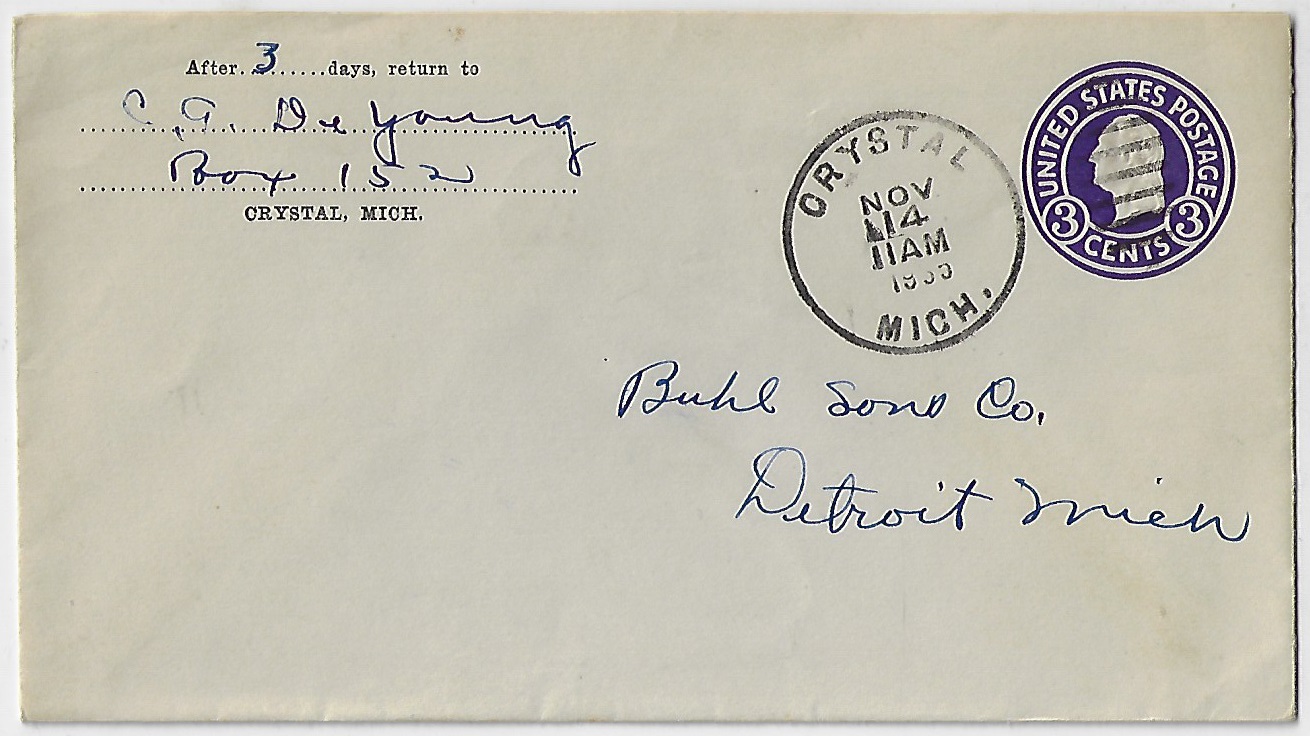 After. 3 ......days, return to
C. A. De Young
Box 152
CRYSTAL, MICH.
UNITED STATES POSTAGE
3 CENTS 3
CRYSTAL
NOV
14
11AM
MICH.
Buhl Sons Co.
Detroit Mich